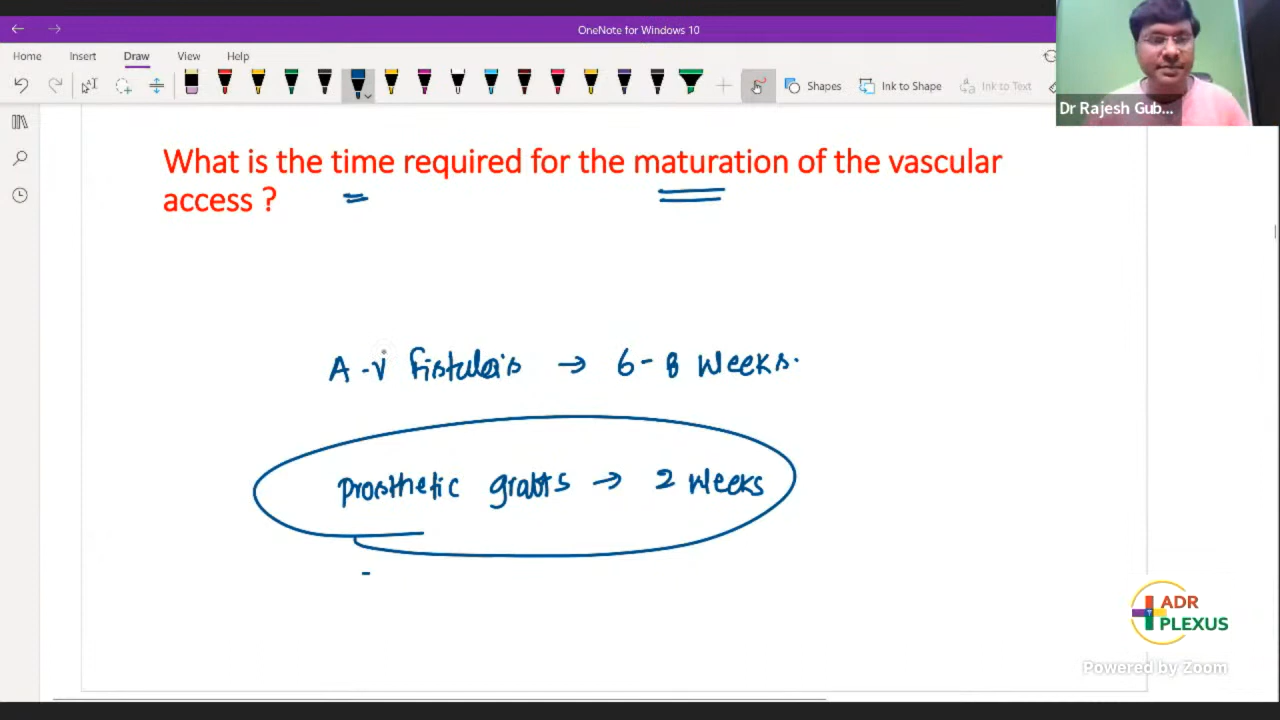 OneNote for Windows 10
Home Insert Draw View Help
Shapes Ink to Shape Ink to Text
Dr Rajesh Gub...
What is the time required for the maturation of the vascular
access ?
A-V fistula's → 6-8 weeks.
prosthetic grafts → 2 weeks
ADR
PLEXUS
Powered by Zoom